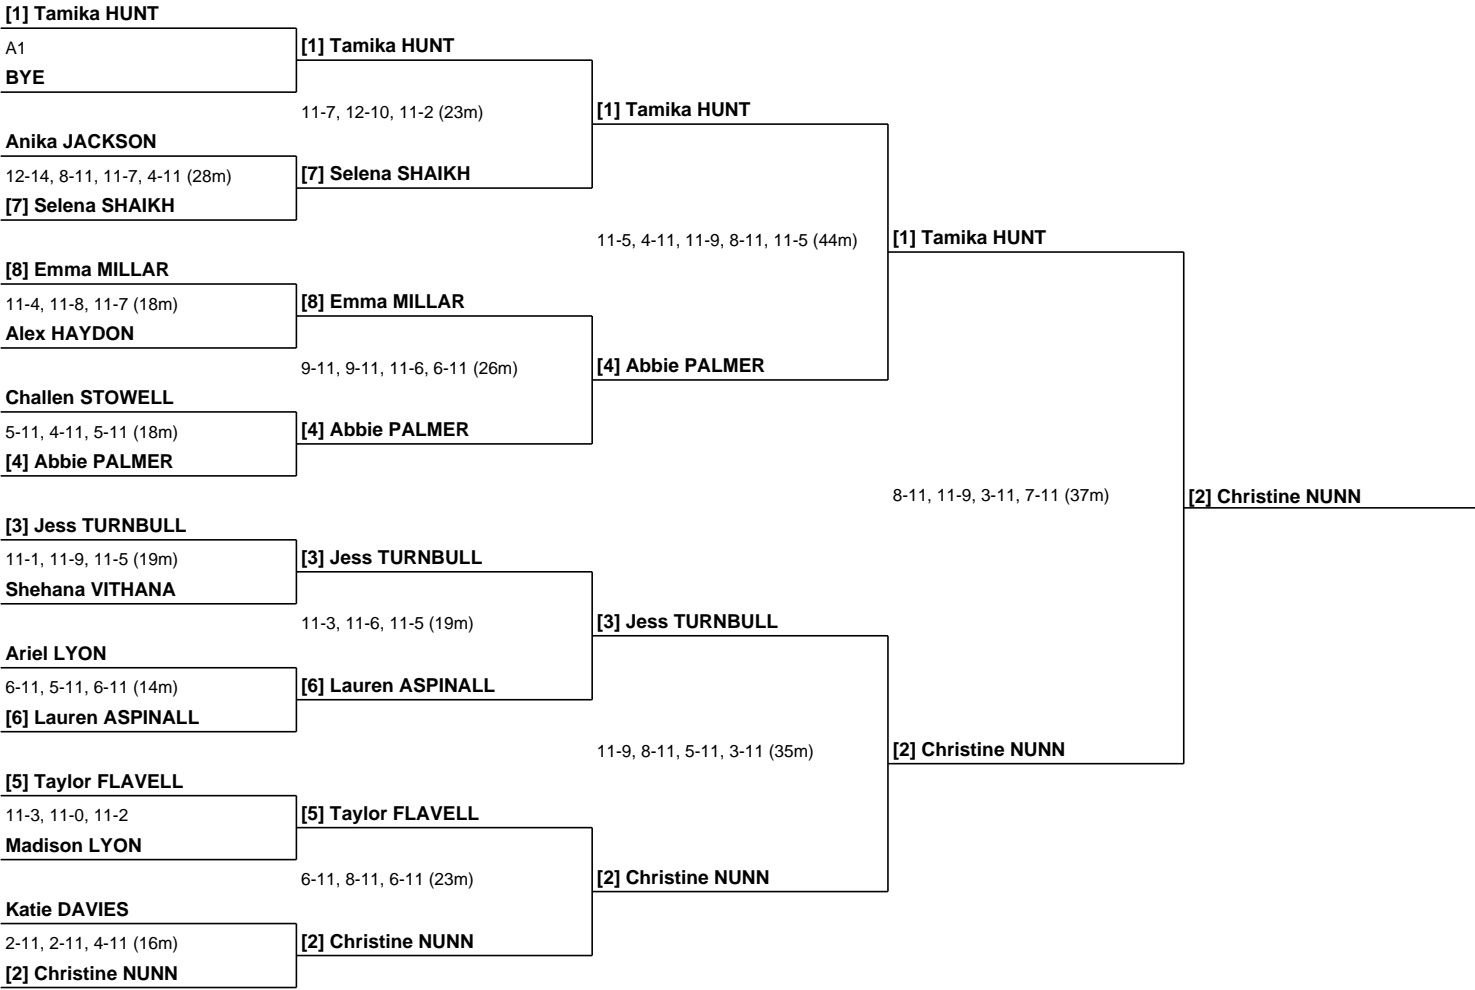 [1] Tamika HUNT
A1
BYE
Anika JACKSON
12-14, 8-11, 11-7, 4-11 (28m)
[7] Selena SHAIKH
[8] Emma MILLAR
11-4, 11-8, 11-7 (18m)
Alex HAYDON
Challen STOWELL
5-11, 4-11, 5-11 (18m)
[4] Abbie PALMER
[3] Jess TURNBULL
11-1, 11-9, 11-5 (19m)
Shehana VITHANA
Ariel LYON
6-11, 5-11, 6-11 (14m)
[6] Lauren ASPINALL
[5] Taylor FLAVELL
11-3, 11-0, 11-2
Madison LYON
Katie DAVIES
2-11, 2-11, 4-11 (16m)
[2] Christine NUNN
[1] Tamika HUNT
11-7, 12-10, 11-2 (23m)
[7] Selena SHAIKH
[8] Emma MILLAR
9-11, 9-11, 11-6, 6-11 (26m)
[4] Abbie PALMER
[3] Jess TURNBULL
11-3, 11-6, 11-5 (19m)
[6] Lauren ASPINALL
[5] Taylor FLAVELL
6-11, 8-11, 6-11 (23m)
[2] Christine NUNN
[1] Tamika HUNT
11-5, 4-11, 11-9, 8-11, 11-5 (44m)
[4] Abbie PALMER
[3] Jess TURNBULL
11-9, 8-11, 5-11, 3-11 (35m)
[2] Christine NUNN
[1] Tamika HUNT
8-11, 11-9, 3-11, 7-11 (37m)
[2] Christine NUNN
[2] Christine NUNN